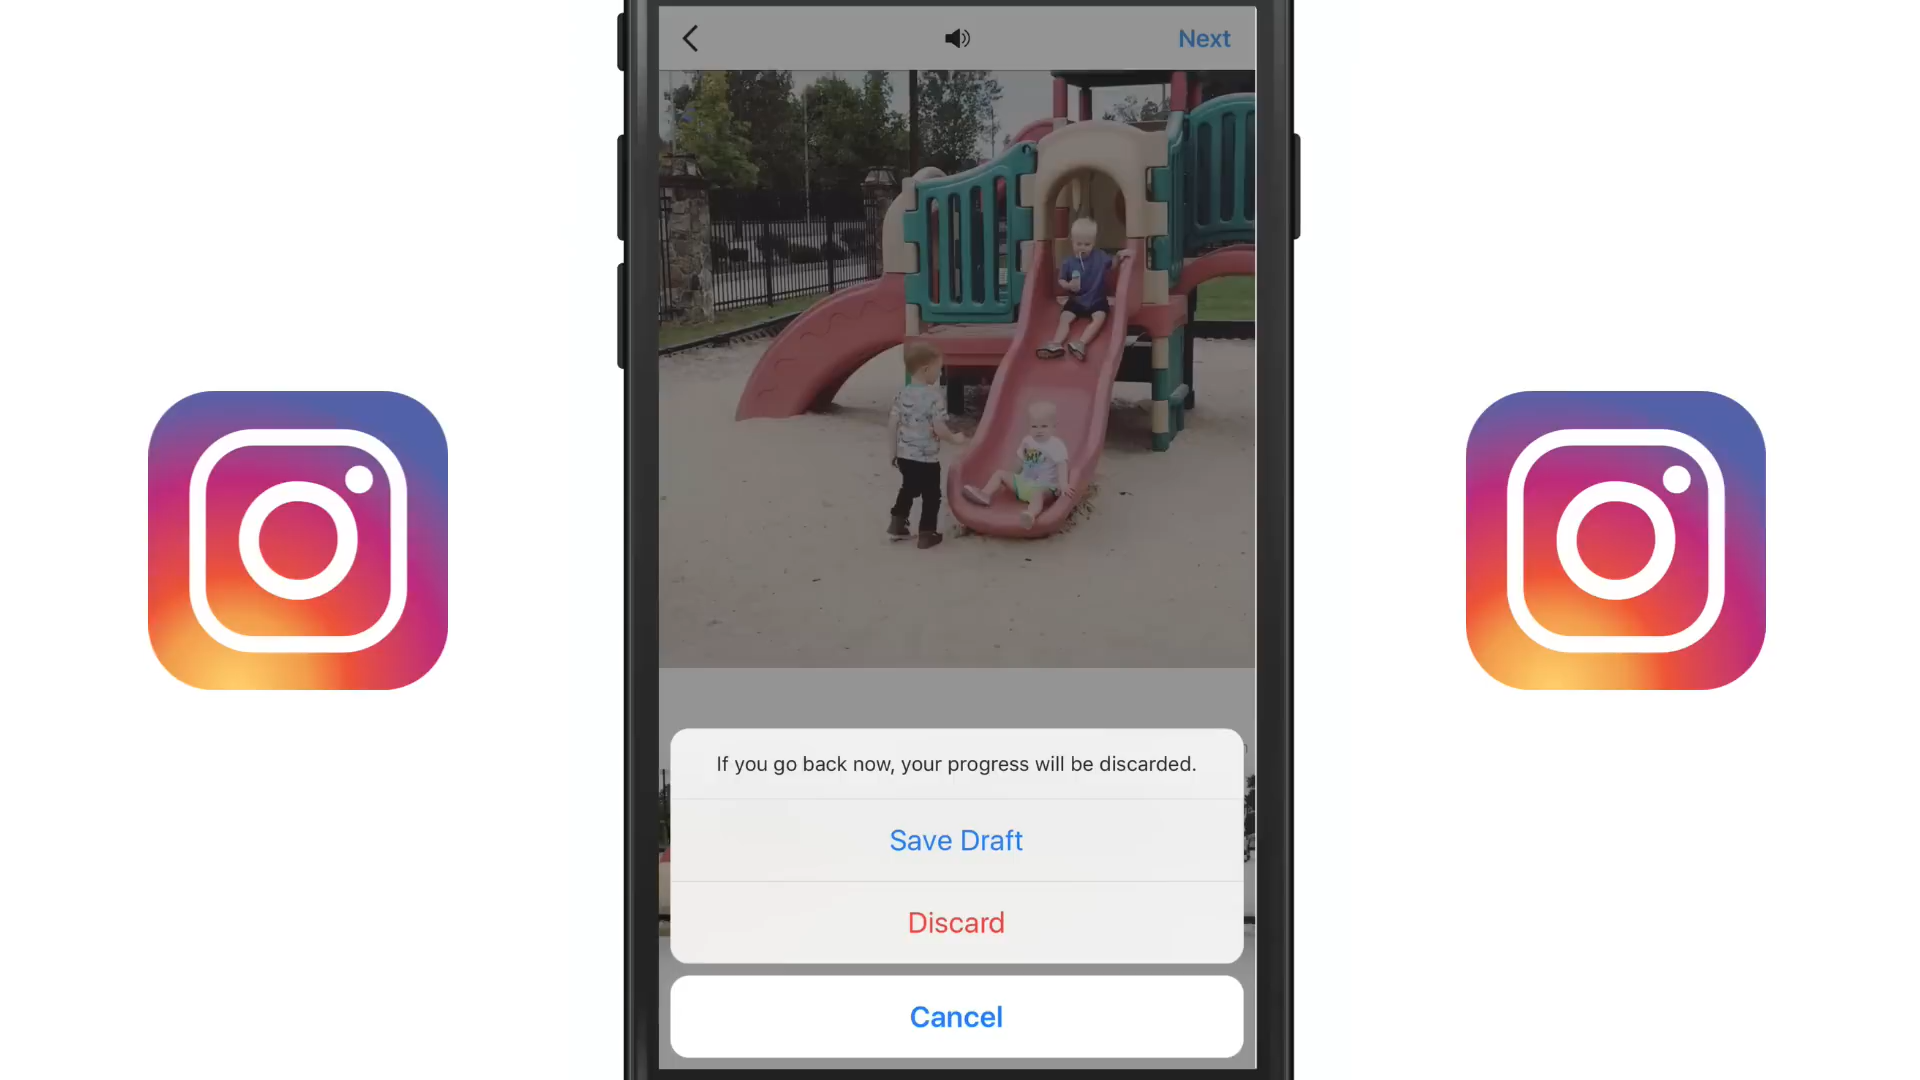 Next
If you go back now, your progress will be discarded.
Save Draft
Discard
Cancel